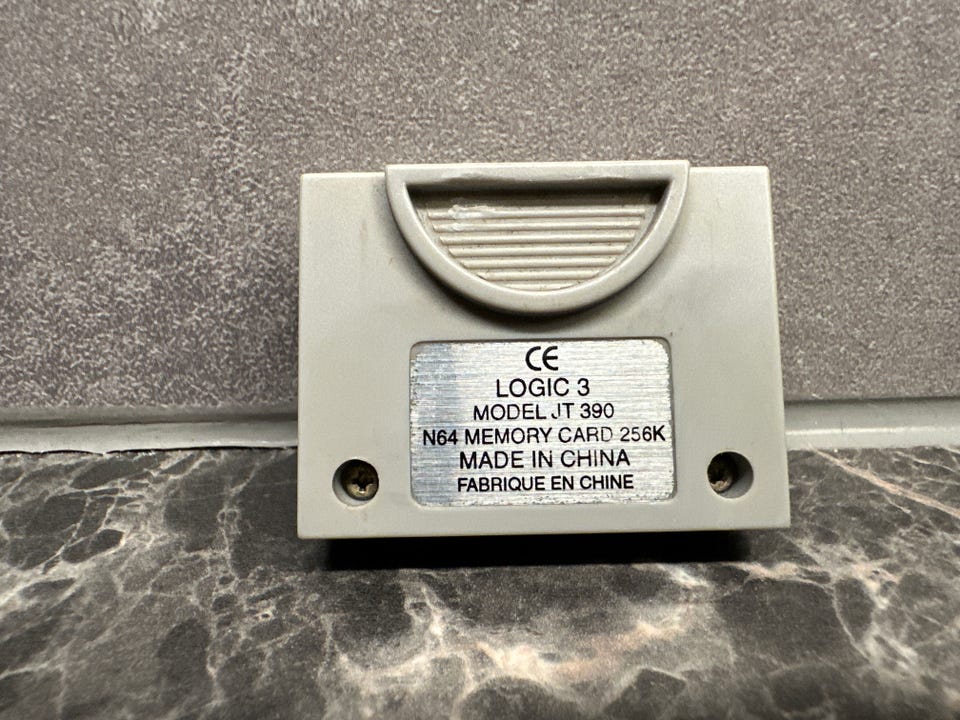 CE
LOGIC 3
MODEL JT 390
N64 MEMORY CARD 256K
MADE IN CHINA
FABRIQUE EN CHINE